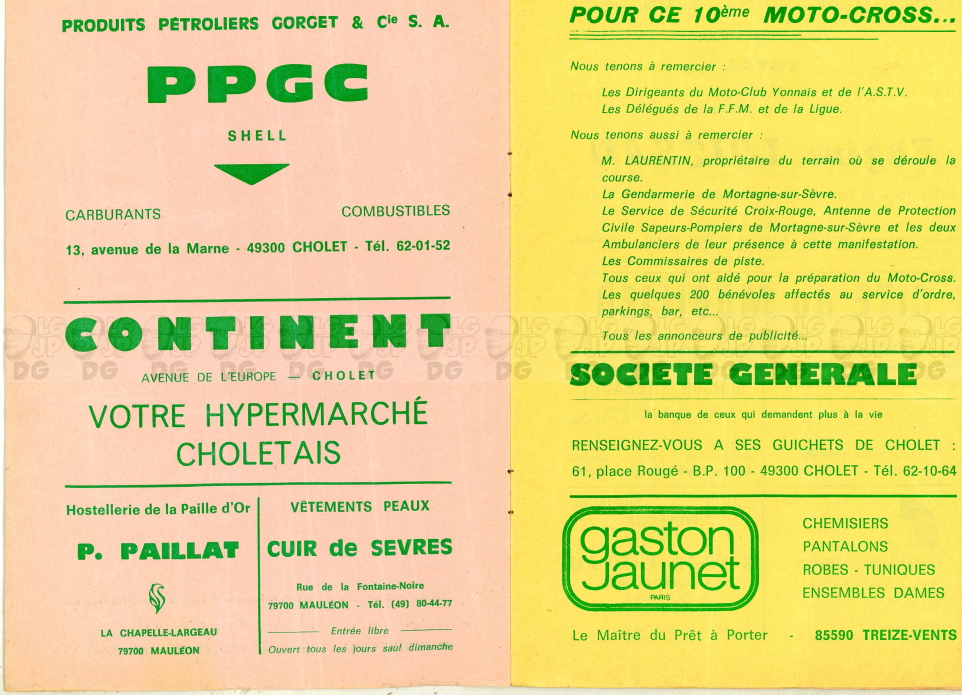 PRODUITS PÉTROLIERS GORGET & Cie S. A.
PPGC
SHELL
CARBURANTS COMBUSTIBLES
13, avenue de la Marne - 49300 CHOLET - Tél. 62-01-52
CONTINENT
AVENUE DE L'EUROPE — CHOLET
VOTRE HYPERMARCHÉ
CHOLETAIS
Hostellerie de la Paille d'Or
P. PAILLAT
LA CHAPELLE-LARGEAU
79700 MAULÉON
VÊTEMENTS PEAUX
CUIR de SEVRES
Rue de la Fontaine-Noire
79700 MAULÉON - Tél. (49) 80-44-77
Entrée libre
Ouvert tous les jours sauf dimanche
POUR CE 10ème MOTO-CROSS...
Nous tenons à remercier :
Les Dirigeants du Moto-Club Yonnais et de l'A.S.T.V.
Les Délégués de la F.F.M. et de la Ligue.
Nous tenons aussi à remercier :
M. LAURENTIN, propriétaire du terrain où se déroule la
course.
La Gendarmerie de Mortagne-sur-Sèvre.
Le Service de Sécurité Croix-Rouge, Antenne de Protection
Civile Sapeurs-Pompiers de Mortagne-sur-Sèvre et les deux
Ambulanciers de leur présence à cette manifestation.
Les Commissaires de piste.
Tous ceux qui ont aidé pour la préparation du Moto-Cross.
Les quelques 200 bénévoles affectés au service d'ordre,
parkings, bar, etc...
Tous les annonceurs de publicité...
SOCIETE GENERALE
la banque de ceux qui demandent plus à la vie
RENSEIGNEZ-VOUS A SES GUICHETS DE CHOLET :
61, place Rougé - B.P. 100 - 49300 CHOLET - Tél. 62-10-64
gaston
Jaunet
PARIS
CHEMISIERS
PANTALONS
ROBES - TUNIQUES
ENSEMBLES DAMES
Le Maître du Prêt à Porter - 85590 TREIZE-VENTS